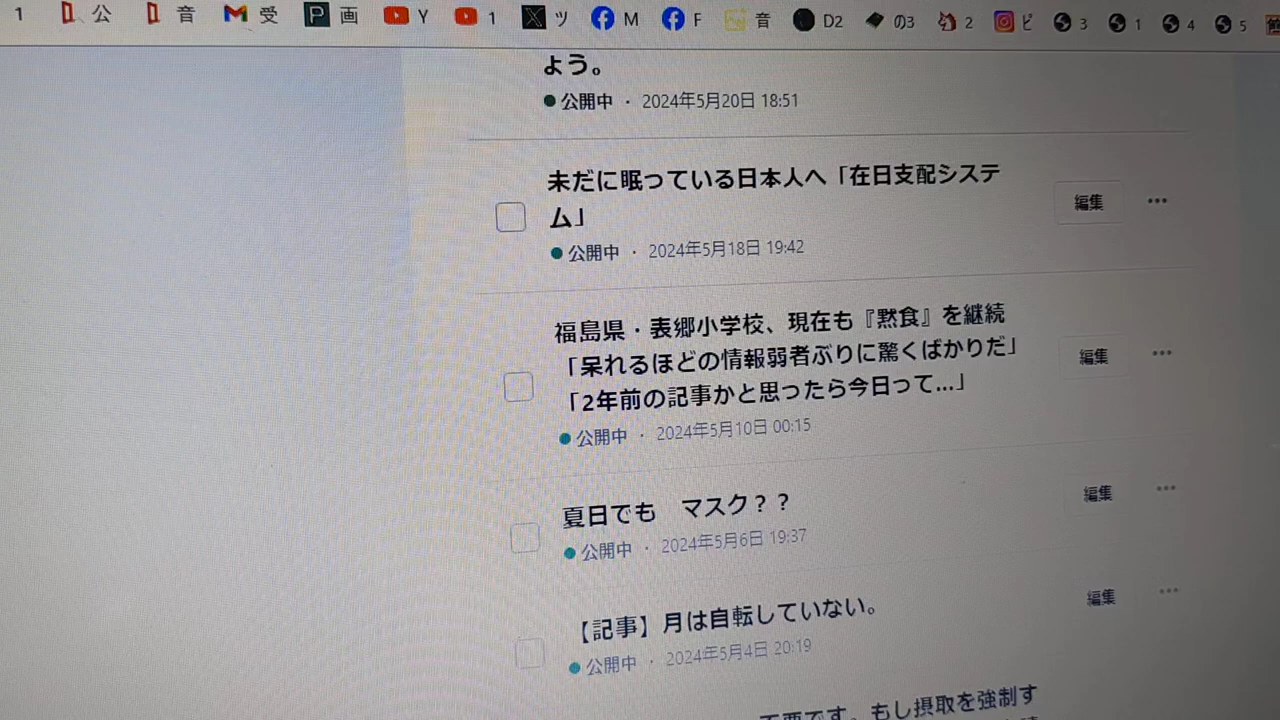 1 公 音 受 画 Y 1 ツ M F 音 D2 の3 2 ビ 3 1 4 5
よう。
公開中 · 2024年5月20日 18:51
未だに眠っている日本人へ「在日支配システ
ム」
編集
公開中 · 2024年5月18日 19:42
福島県・表郷小学校、現在も『黙食』を継続
「呆れるほどの情報弱者ぶりに驚くばかりだ」
「2年前の記事かと思ったら今日って…」
編集
公開中 · 2024年5月10日 00:15
夏日でも　マスク？？
編集
公開中 · 2024年5月6日 19:37
【記事】月は自転していない。
編集
公開中 · 2024年5月4日 20:19
不要です。もし摂取を強制す